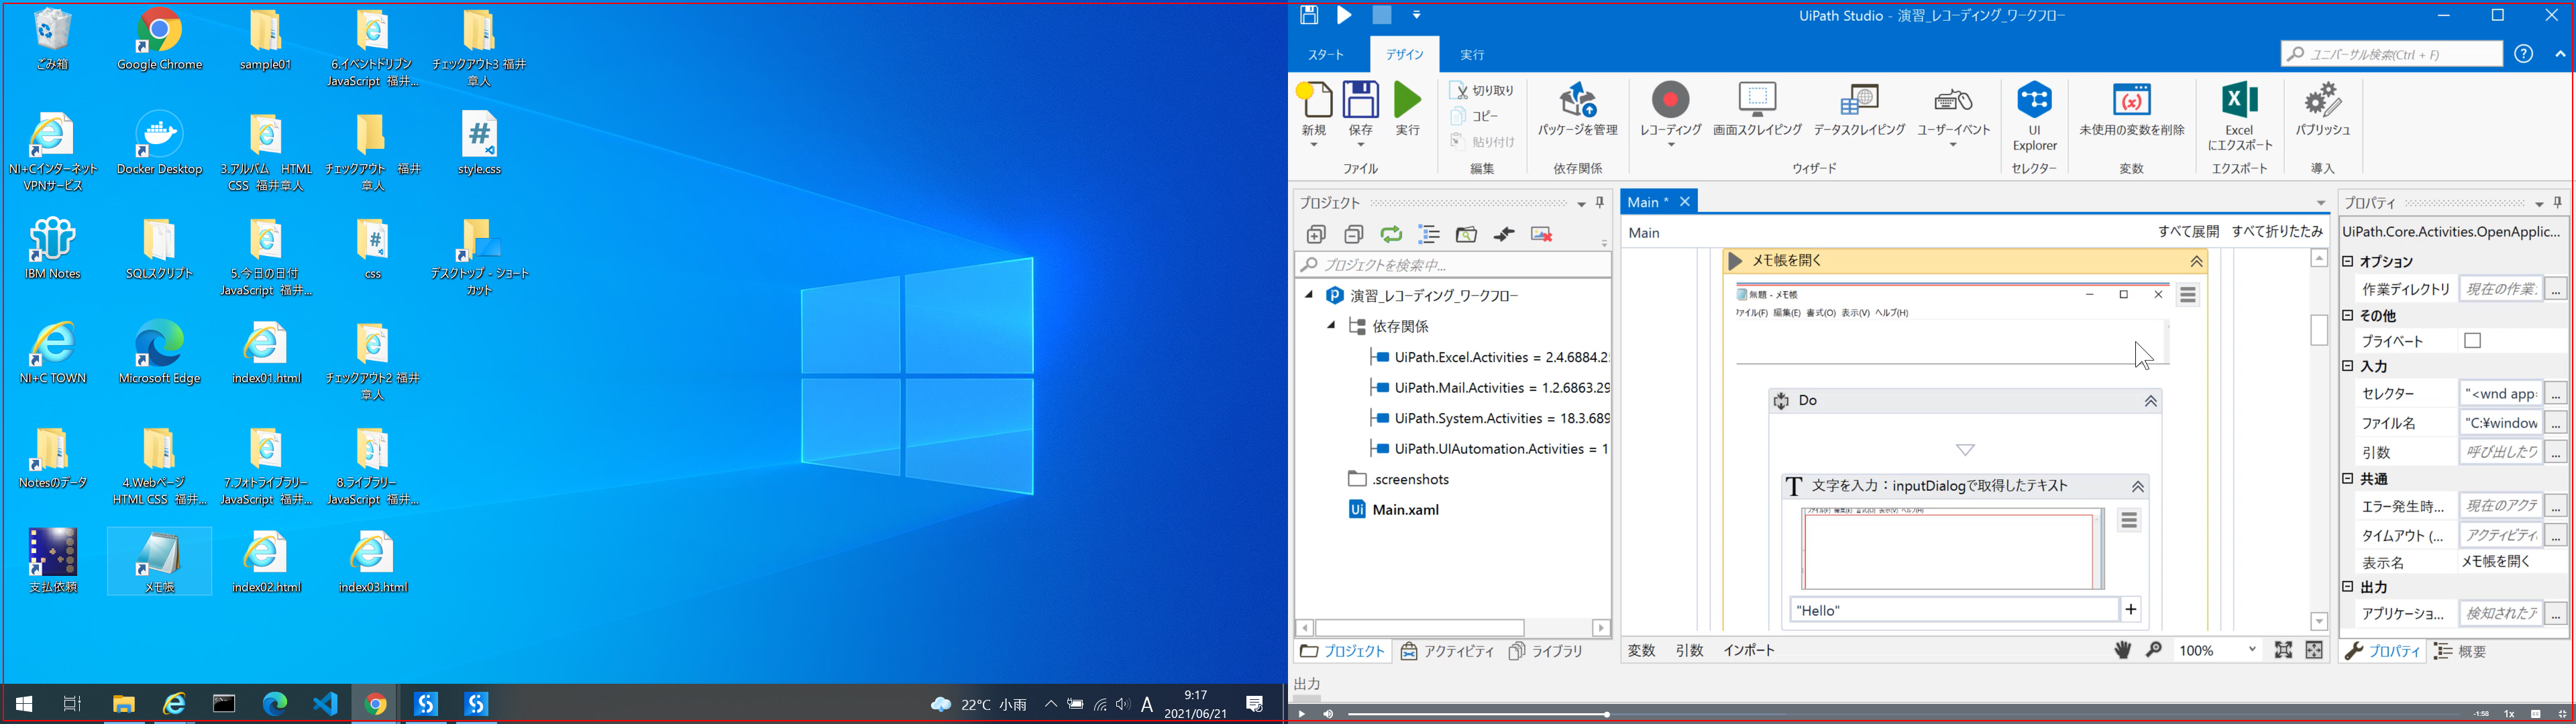 ごみ箱
Google Chrome
sample01
6.イベントドリブン
JavaScript 福井...
チェックアウト3 福井
章人
NI+Cインターネット
VPNサービス
Docker Desktop
3.アルバム HTML
CSS 福井章人
チェックアウト 福井
章人
style.css
IBM Notes
SQLスクリプト
5.今日の日付
JavaScript 福井...
css
デスクトップ - ショート
カット
NI+C TOWN
Microsoft Edge
index01.html
チェックアウト2 福井
章人
Notesのデータ
4.Webページ
HTML CSS 福井...
7.フォトライブラリー
JavaScript 福井...
8.ライブラリー
JavaScript 福井...
支払依頼
メモ帳
index02.html
index03.html
22°C 小雨
A
9:17
2021/06/21
UiPath Studio - 演習_レコーディング_ワークフロー
スタート
デザイン
実行
ユニバーサル検索(Ctrl + F)
新規
保存
実行
ファイル
切り取り
コピー
貼り付け
編集
パッケージを管理
依存関係
レコーディング
画面スクレイピング
データスクレイピング
ユーザーイベント
ウィザード
UI
Explorer
セレクター
未使用の変数を削除
変数
Excel
にエクスポート
エクスポート
パブリッシュ
導入
プロジェクト
プロジェクトを検索中...
演習_レコーディング_ワークフロー
依存関係
UiPath.Excel.Activities = 2.4.6884.2
UiPath.Mail.Activities = 1.2.6863.29
UiPath.System.Activities = 18.3.689
UiPath.UIAutomation.Activities = 1
.screenshots
Main.xaml
プロジェクト
アクティビティ
ライブラリ
出力
Main *
Main
すべて展開 すべて折りたたみ
メモ帳を開く
無題 - メモ帳
ァイル(F) 編集(E) 書式(O) 表示(V) ヘルプ(H)
Do
文字を入力：inputDialogで取得したテキスト
"Hello"
変数
引数
インポート
100%
プロパティ
UiPath.Core.Activities.OpenApplic...
オプション
作業ディレクトリ
現在の作業
その他
プライベート
入力
セレクター
"<wnd app
ファイル名
"C:¥window
引数
呼び出したワ
共通
エラー発生時...
現在のアクテ
タイムアウト (...
アクティビティ
表示名
メモ帳を開く
出力
アプリケーショ...
検知されたア
プロパティ
概要
-1:58
1x